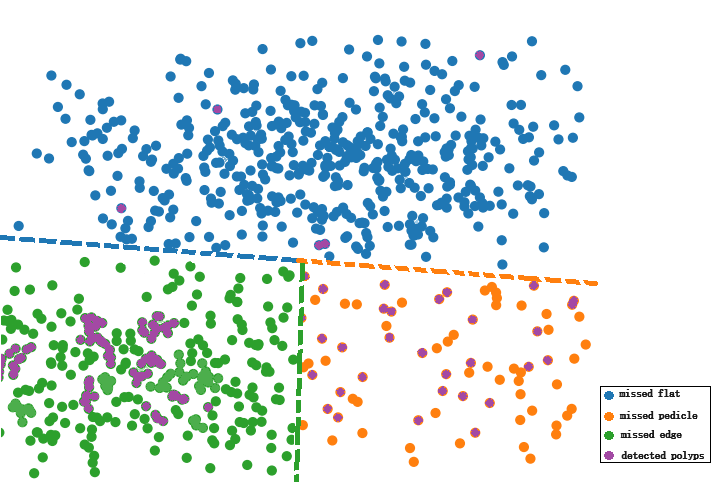 missed flat
missed pedicle
missed edge
detected polyps